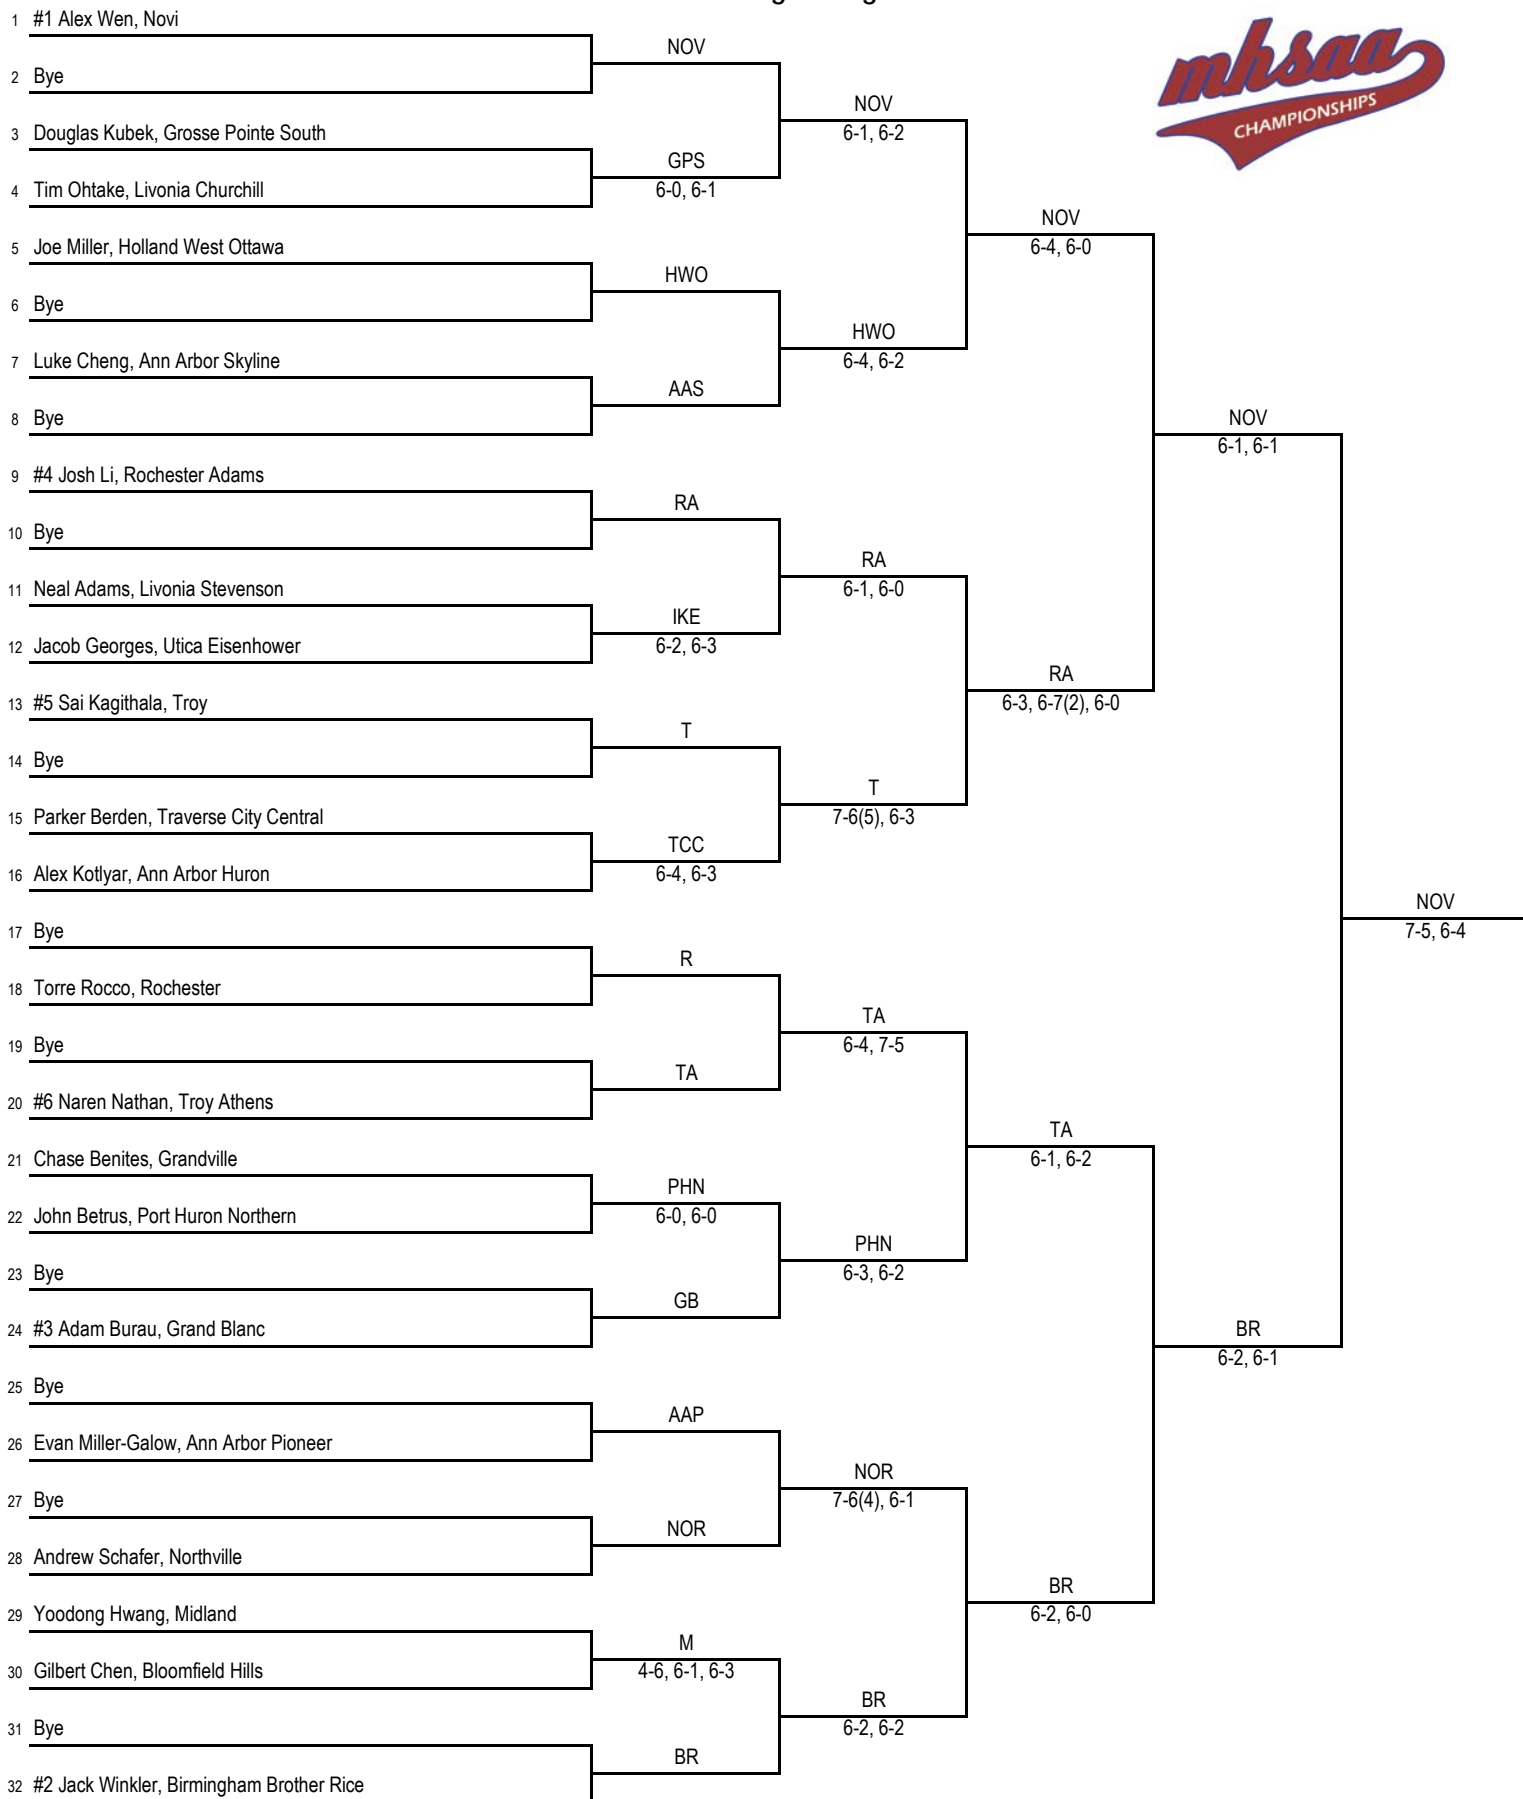 mhsaa
CHAMPIONSHIPS
1 #1 Alex Wen, Novi
2 Bye
3 Douglas Kubek, Grosse Pointe South
4 Tim Ohtake, Livonia Churchill
5 Joe Miller, Holland West Ottawa
6 Bye
7 Luke Cheng, Ann Arbor Skyline
8 Bye
9 #4 Josh Li, Rochester Adams
10 Bye
11 Neal Adams, Livonia Stevenson
12 Jacob Georges, Utica Eisenhower
13 #5 Sai Kagithala, Troy
14 Bye
15 Parker Berden, Traverse City Central
16 Alex Kotlyar, Ann Arbor Huron
17 Bye
18 Torre Rocco, Rochester
19 Bye
20 #6 Naren Nathan, Troy Athens
21 Chase Benites, Grandville
22 John Betrus, Port Huron Northern
23 Bye
24 #3 Adam Burau, Grand Blanc
25 Bye
26 Evan Miller-Galow, Ann Arbor Pioneer
27 Bye
28 Andrew Schafer, Northville
29 Yoodong Hwang, Midland
30 Gilbert Chen, Bloomfield Hills
31 Bye
32 #2 Jack Winkler, Birmingham Brother Rice
NOV
GPS
6-0, 6-1
HWO
AAS
RA
IKE
6-2, 6-3
T
TCC
6-4, 6-3
R
TA
PHN
6-0, 6-0
GB
AAP
NOR
M
4-6, 6-1, 6-3
BR
NOV
6-1, 6-2
HWO
6-4, 6-2
RA
6-1, 6-0
T
7-6(5), 6-3
TA
6-4, 7-5
PHN
6-3, 6-2
NOR
7-6(4), 6-1
BR
6-2, 6-2
NOV
6-4, 6-0
RA
6-3, 6-7(2), 6-0
TA
6-1, 6-2
BR
6-2, 6-0
NOV
6-1, 6-1
BR
6-2, 6-1
NOV
7-5, 6-4